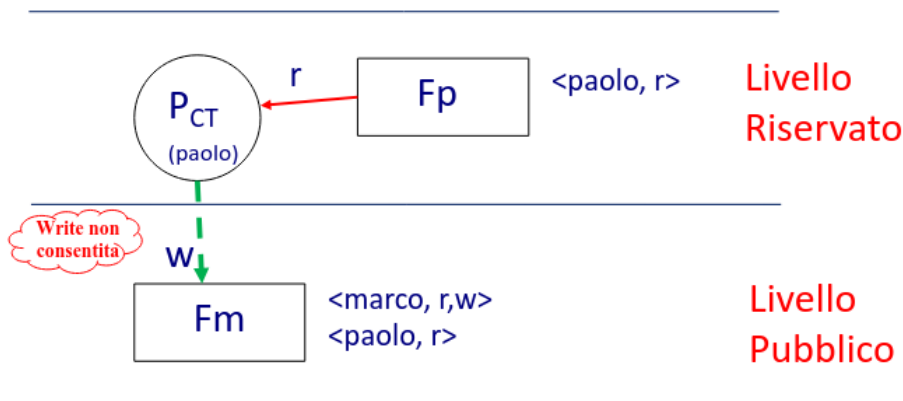 r
Fp
<paolo, r>
Livello
Riservato
PCT
(paolo)
Write non
consentita
w
Fm
<marco, r,w>
<paolo, r>
Livello
Pubblico